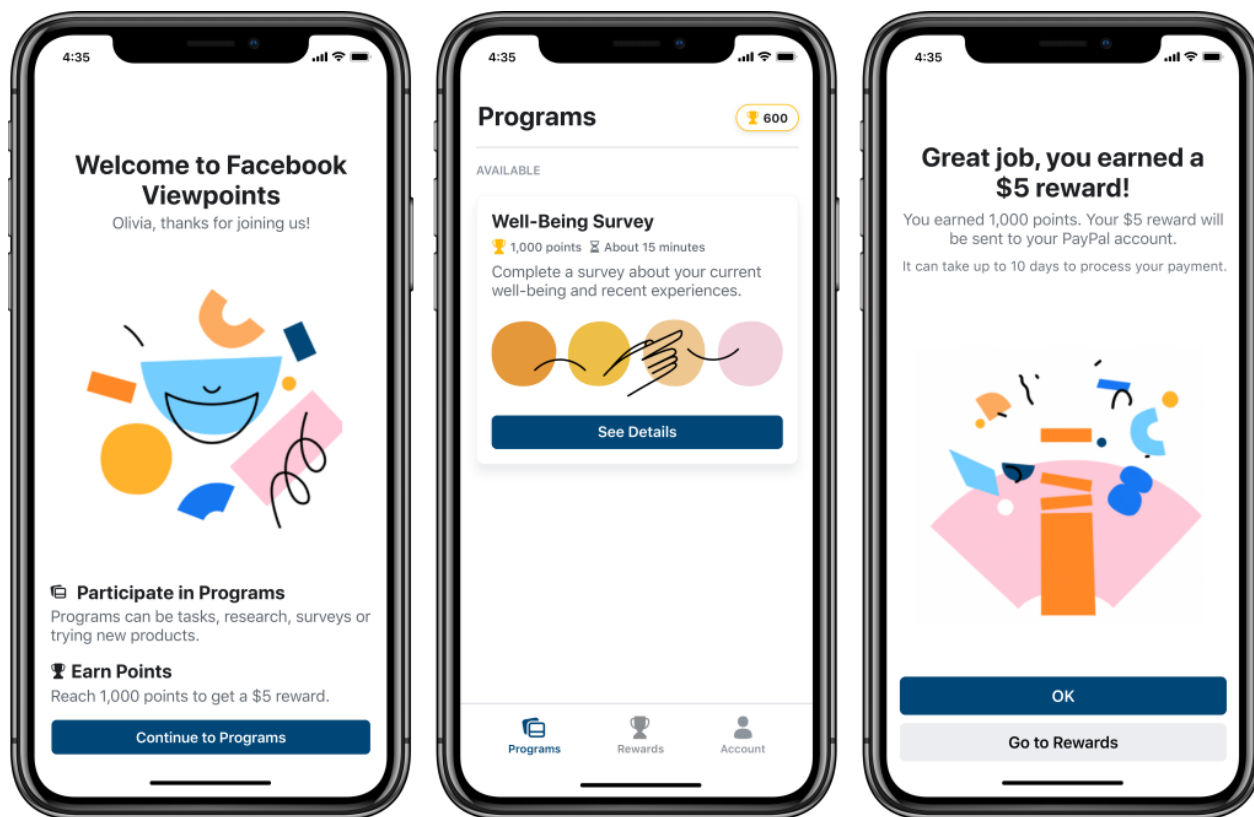 4:35
Welcome to Facebook
Viewpoints
Olivia, thanks for joining us!
Participate in Programs
Programs can be tasks, research, surveys or
trying new products.
Earn Points
Reach 1,000 points to get a $5 reward.
Continue to Programs
4:35
Programs
600
AVAILABLE
Well-Being Survey
1,000 points About 15 minutes
Complete a survey about your current
well-being and recent experiences.
See Details
Programs Rewards Account
4:35
Great job, you earned a
$5 reward!
You earned 1,000 points. Your $5 reward will
be sent to your PayPal account.
It can take up to 10 days to process your payment.
OK
Go to Rewards